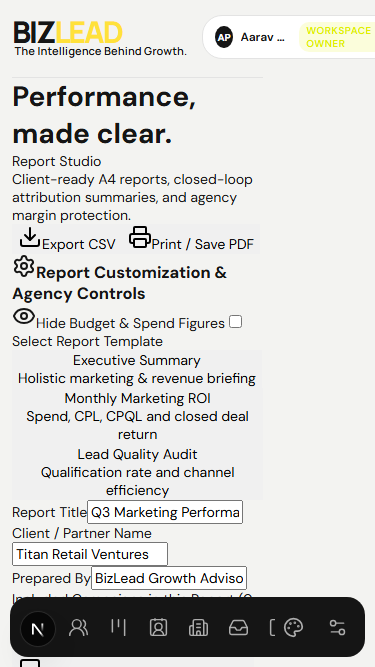 BIZLEAD
The Intelligence Behind Growth.
AP Aarav ... WORKSPACE OWNER
Performance,
made clear.
Report Studio
Client-ready A4 reports, closed-loop
attribution summaries, and agency
margin protection.
Export CSV Print / Save PDF
Report Customization &
Agency Controls
Hide Budget & Spend Figures
Select Report Template
Executive Summary
Holistic marketing & revenue briefing
Monthly Marketing ROI
Spend, CPL, CPQL and closed deal
return
Lead Quality Audit
Qualification rate and channel
efficiency
Report Title Q3 Marketing Performa
Client / Partner Name
Titan Retail Ventures
Prepared By BizLead Growth Adviso
N